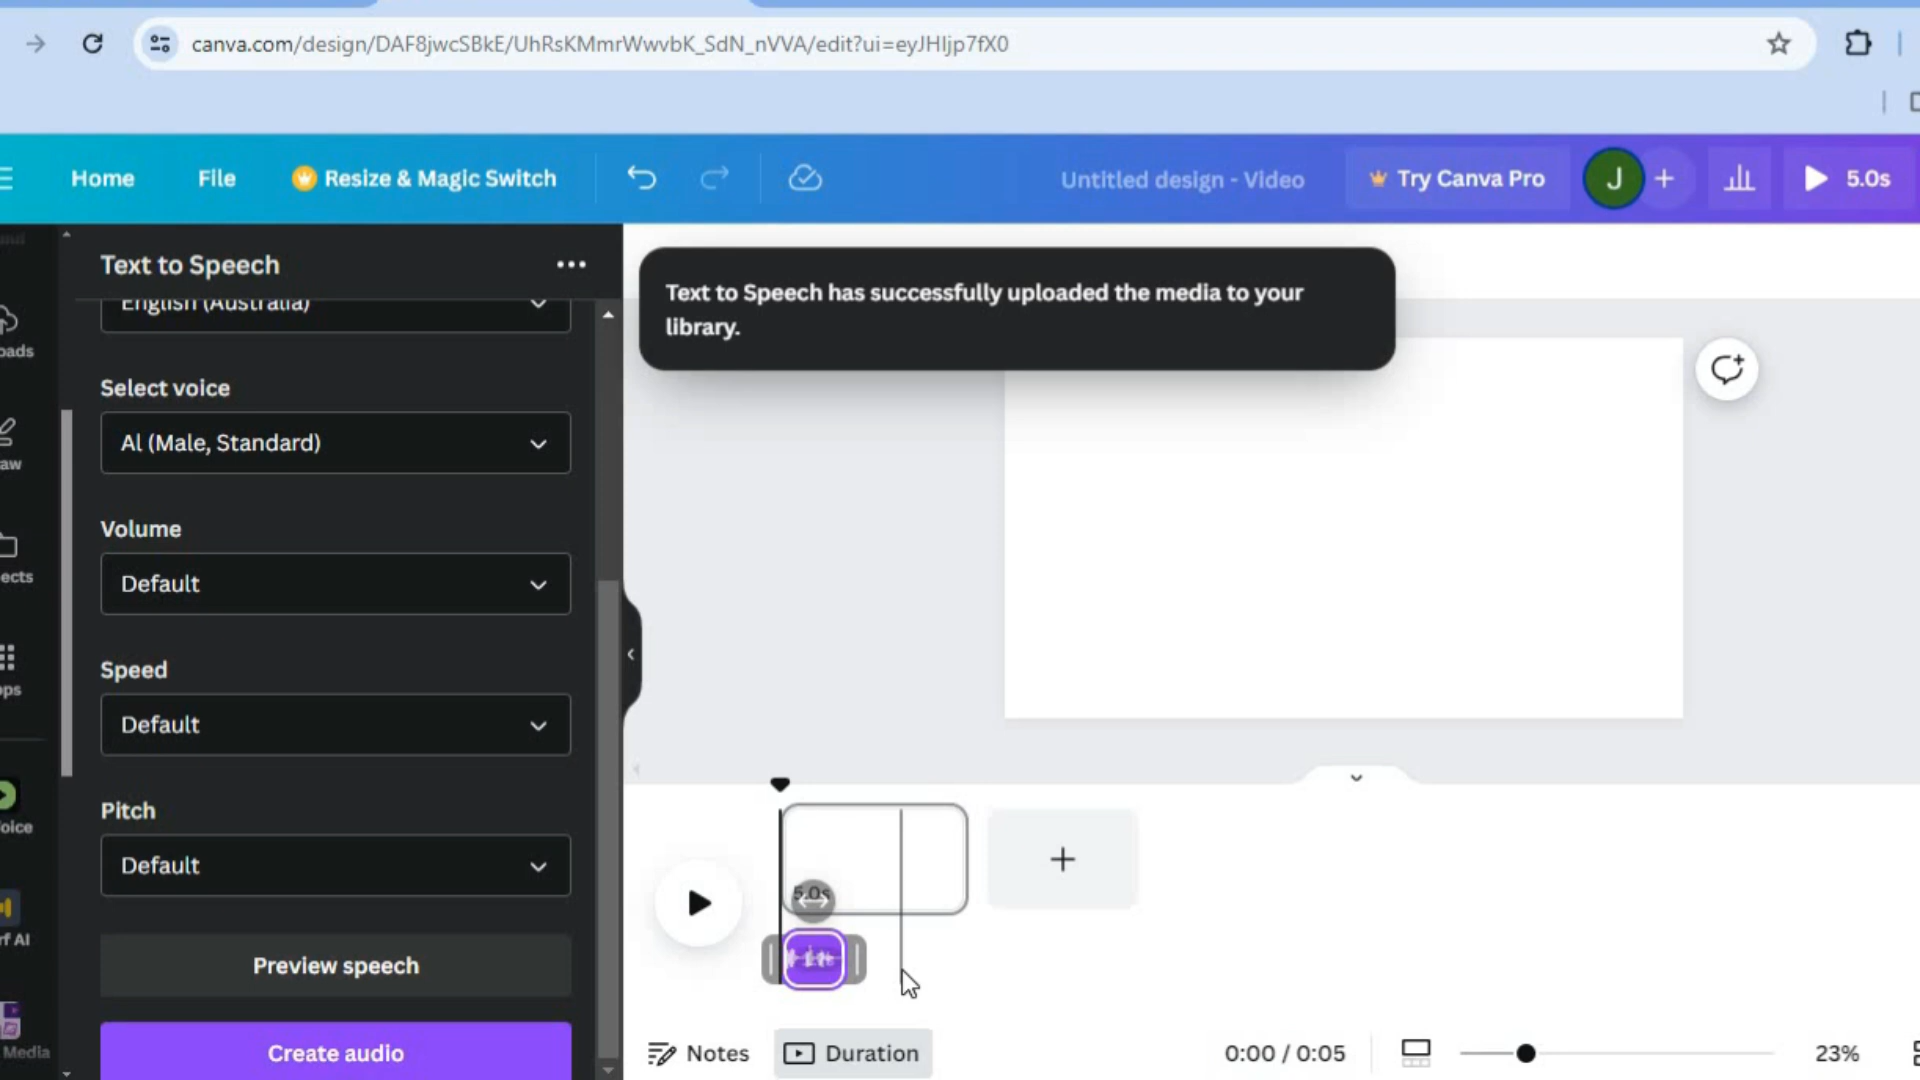 canva.com/design/DAF8jwcSBkE/UhRsKMmrWwvbK_SdN_nVVA/edit?ui=eyJHIjp7fX0
Home File Resize & Magic Switch Untitled design - Video Try Canva Pro J + 5.0s
Text to Speech
English (Australia)
Text to Speech has successfully uploaded the media to your
library.
oads
Select voice
Al (Male, Standard)
aw
Volume
ects
Default
Speed
ops
Default
Pitch
oice
Default
5.0s
rf AI
Preview speech
Media
Create audio
Notes Duration 0:00 / 0:05 23%